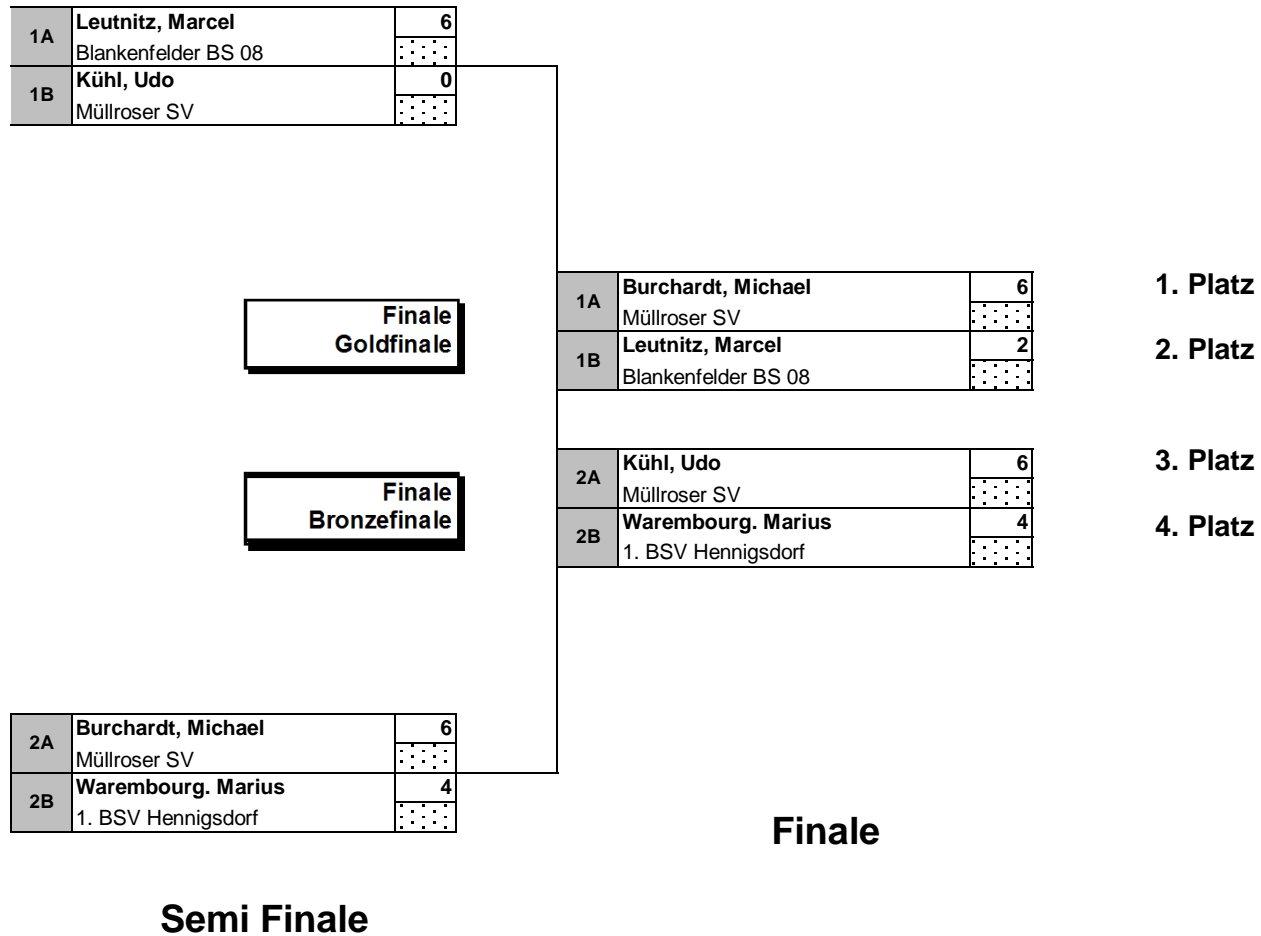 1A
Leutnitz, Marcel 6
Blankenfelder BS 08
1B
Kühl, Udo 0
Müllroser SV
Finale
Goldfinale
1A
Burchardt, Michael 6
Müllroser SV
1B
Leutnitz, Marcel 2
Blankenfelder BS 08
1. Platz
2. Platz
Finale
Bronzefinale
2A
Kühl, Udo 6
Müllroser SV
2B
Warembourg. Marius 4
1. BSV Hennigsdorf
3. Platz
4. Platz
2A
Burchardt, Michael 6
Müllroser SV
2B
Warembourg. Marius 4
1. BSV Hennigsdorf
Finale
Semi Finale